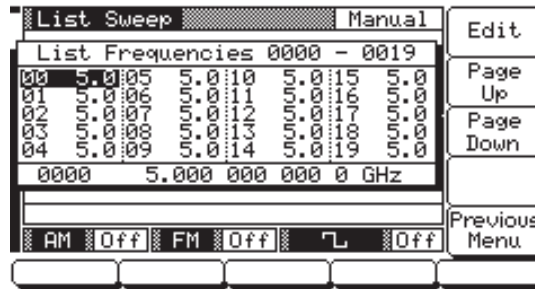 List Sweep Manual
List Frequencies 0000 - 0019
00 5.0 05 5.0 10 5.0 15 5.0
01 5.0 06 5.0 11 5.0 16 5.0
02 5.0 07 5.0 12 5.0 17 5.0
03 5.0 08 5.0 13 5.0 18 5.0
04 5.0 09 5.0 14 5.0 19 5.0
0000 5.000 000 000 0 GHz
AM Off FM Off Off
Edit
Page
Up
Page
Down
Previous
Menu